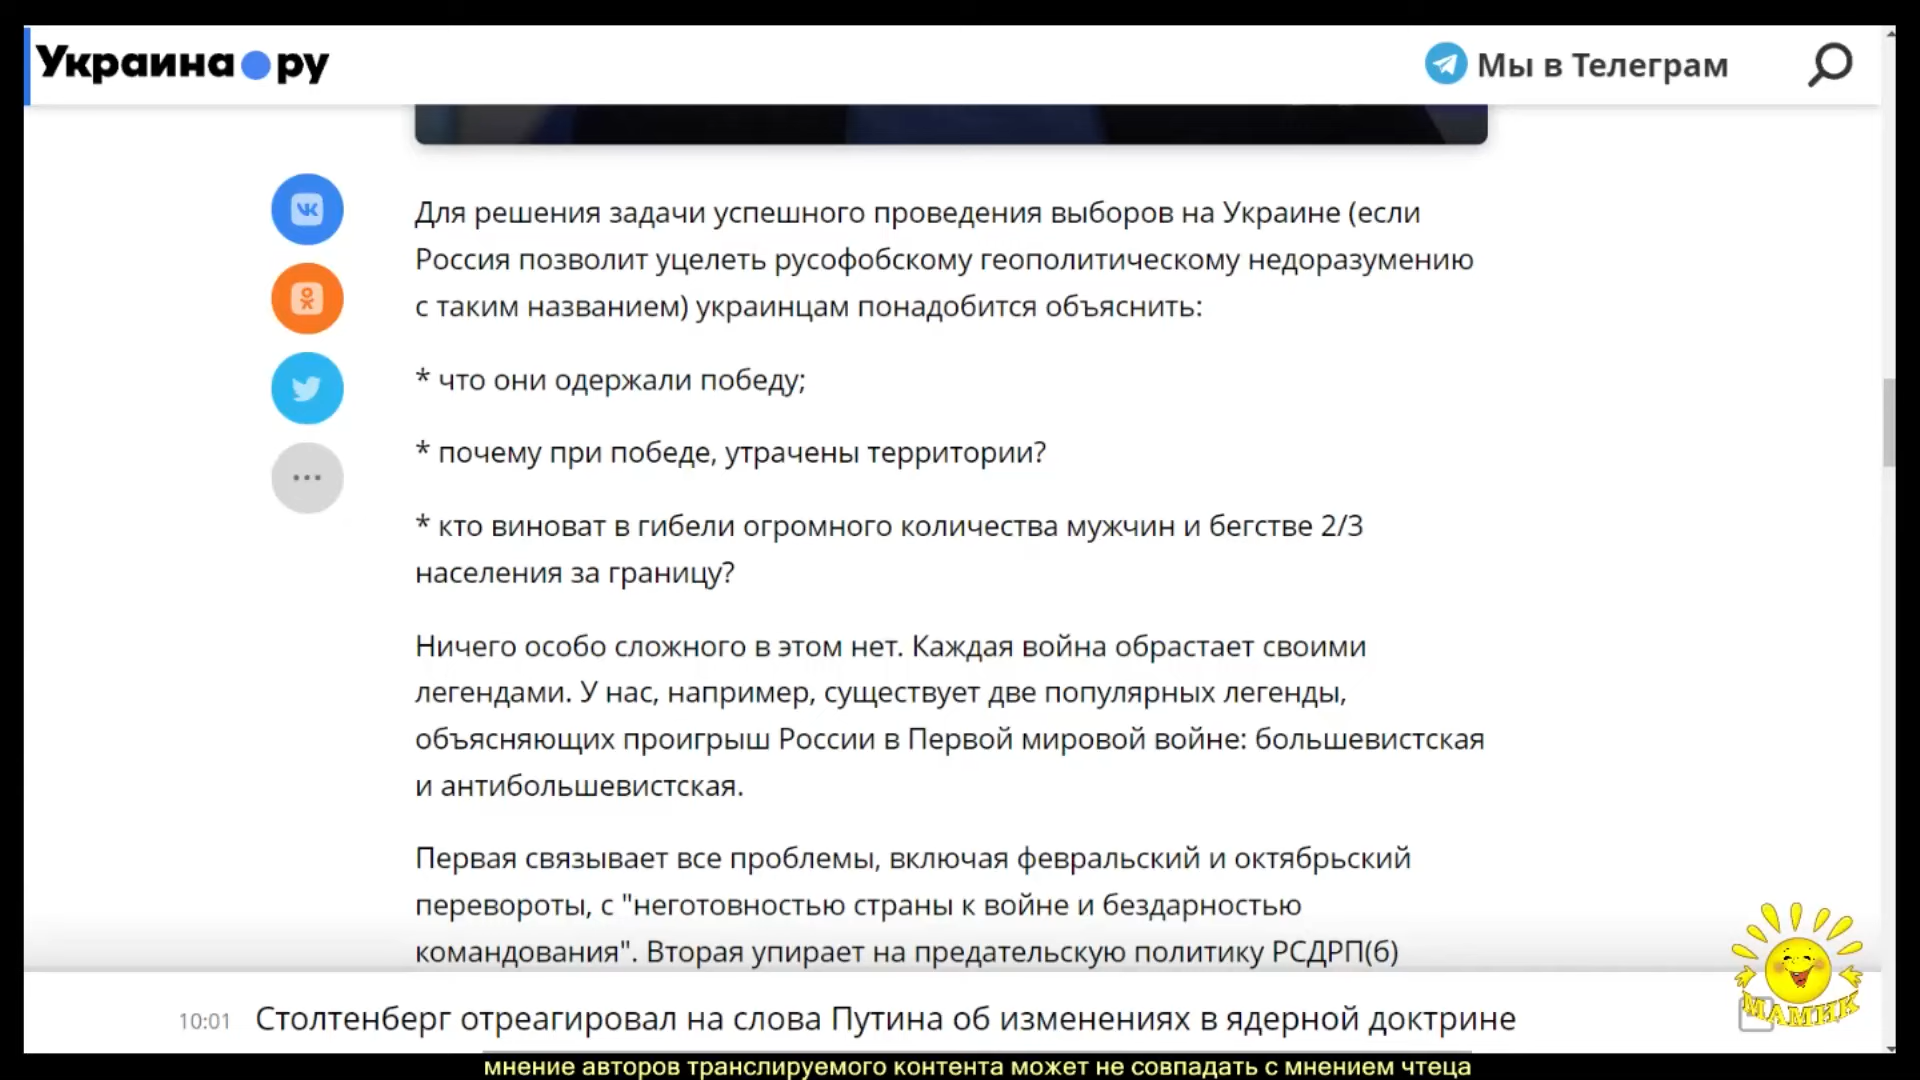 Украина ру
Мы в Телеграм
Для решения задачи успешного проведения выборов на Украине (если
Россия позволит уцелеть русофобскому геополитическому недоразумению
с таким названием) украинцам понадобится объяснить:
* что они одержали победу;
* почему при победе, утрачены территории?
* кто виноват в гибели огромного количества мужчин и бегстве 2/3
населения за границу?
Ничего особо сложного в этом нет. Каждая война обрастает своими
легендами. У нас, например, существует две популярных легенды,
объясняющих проигрыш России в Первой мировой войне: большевистская
и антибольшевистская.
Первая связывает все проблемы, включая февральский и октябрьский
перевороты, с "неготовностью страны к войне и бездарностью
командования". Вторая упирает на предательскую политику РСДРП(б)
МАМИК
10:01 Столтенберг отреагировал на слова Путина об изменениях в ядерной доктрине
мнение авторов транслируемого контента может не совпадать с мнением чтеца